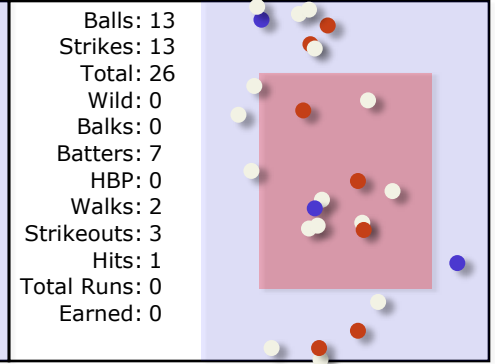 Balls: 13
Strikes: 13
Total: 26
Wild: 0
Balks: 0
Batters: 7
HBP: 0
Walks: 2
Strikeouts: 3
Hits: 1
Total Runs: 0
Earned: 0